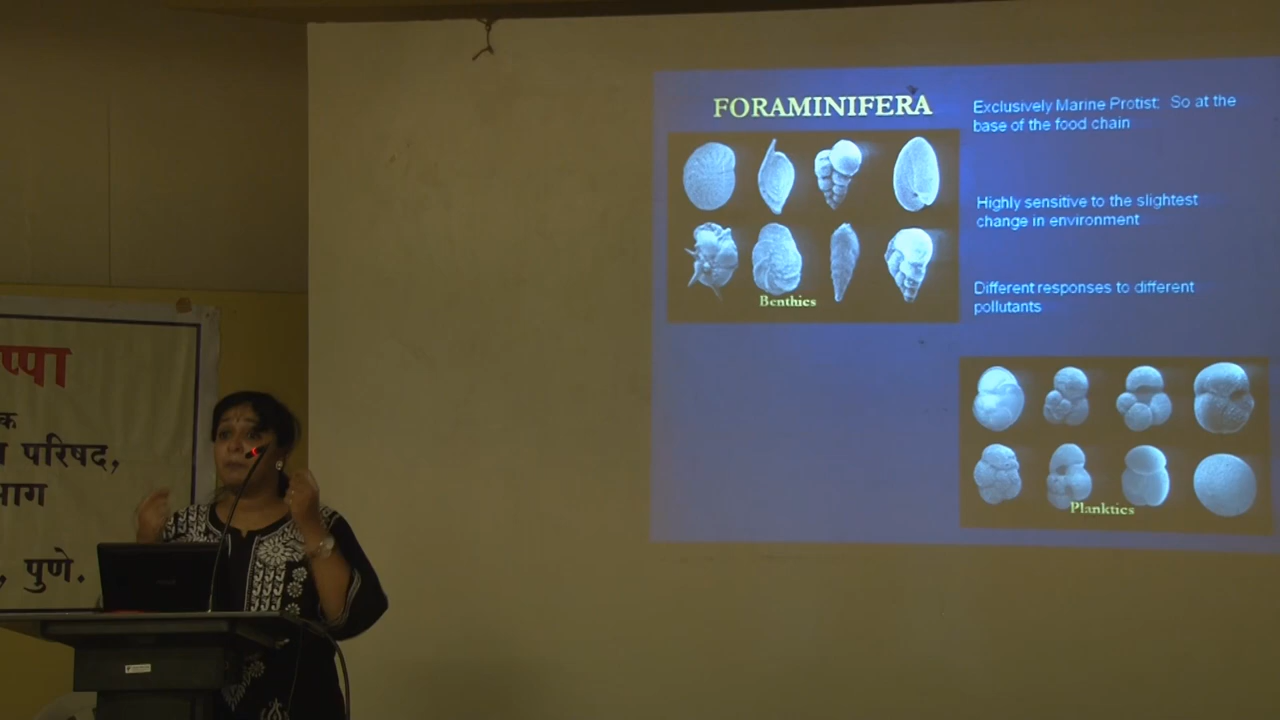 FORAMINIFERA
Exclusively Marine Protist: So at the
base of the food chain
Highly sensitive to the slightest
change in environment
Different responses to different
pollutants
Benthics
Planktics
प्पा
क
परिषद,
भाग
, पुणे.